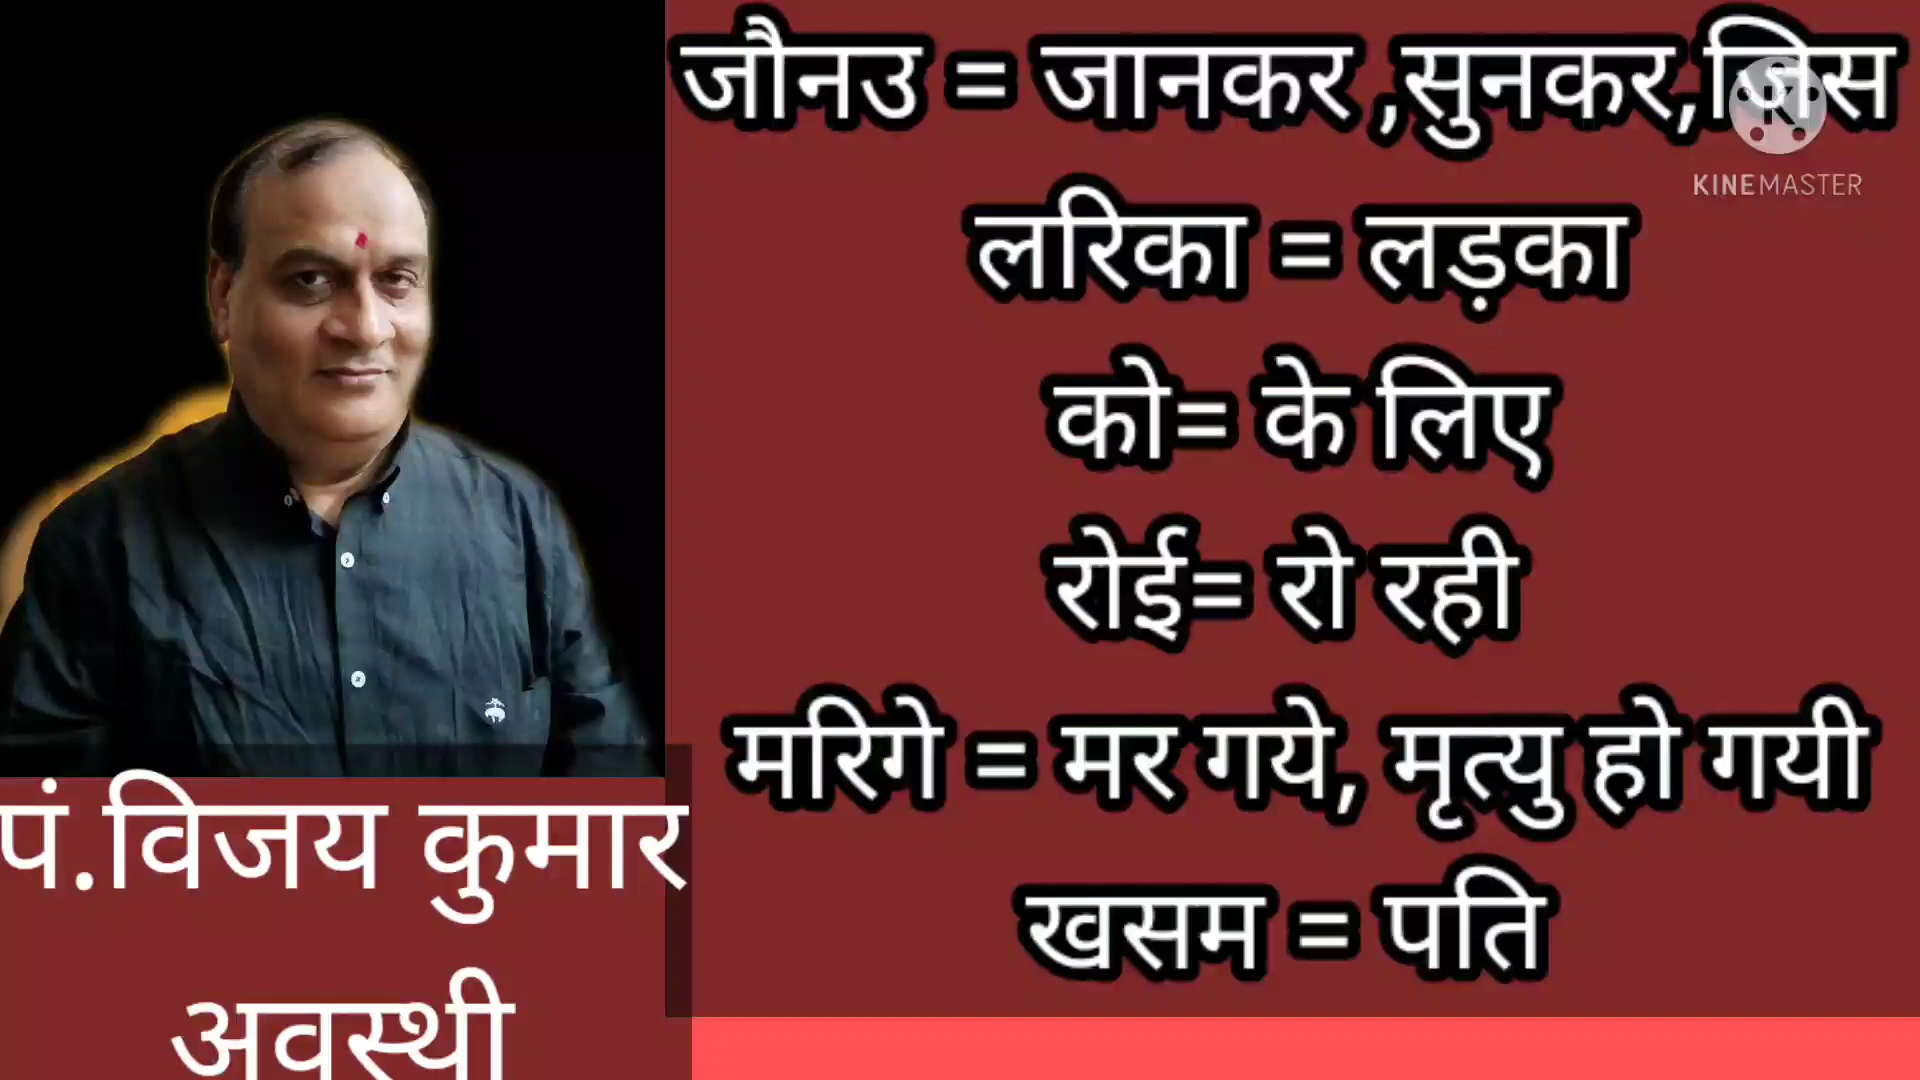 जौनउ = जानकर ,सुनकर,जिस
KINEMASTER
लरिका = लड़का
को= के लिए
रोई= रो रही
मरिगे = मर गये, मृत्यु हो गयी
खसम = पति
पं.विजय कुमार
अवस्थी